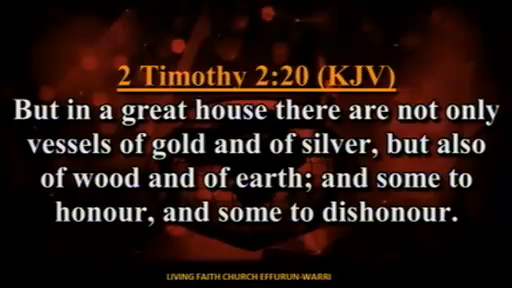 2 Timothy 2:20 (KJV)
But in a great house there are not only
vessels of gold and of silver, but also
of wood and of earth; and some to
honour, and some to dishonour.
LIVING FAITH CHURCH EFFURUN-WARRI